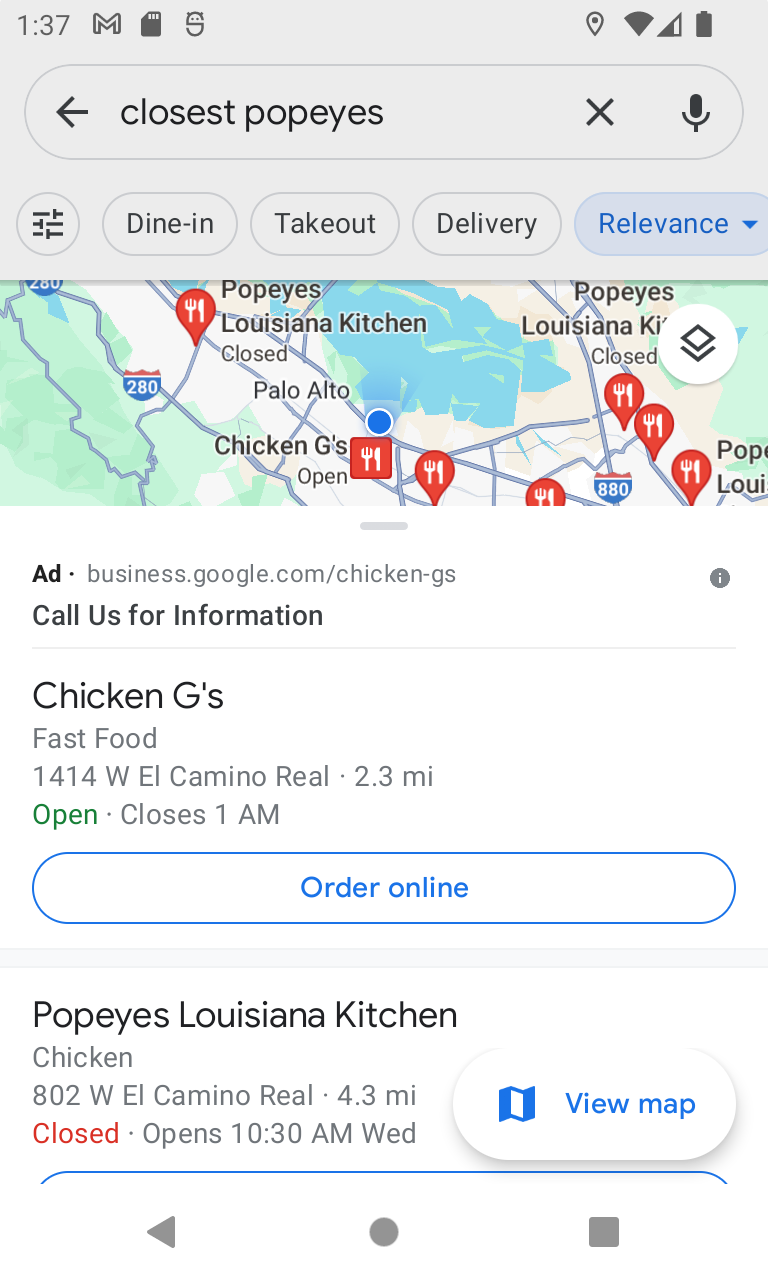 1:37
closest popeyes
Dine-in
Takeout
Delivery
Relevance
280
Popeyes
Louisiana Kitchen
Closed
Popeyes
Louisiana Ki
Closed
280
Palo Alto
Chicken G's
Open
880
Pope
Loui
Ad · business.google.com/chicken-gs
Call Us for Information
Chicken G's
Fast Food
1414 W El Camino Real · 2.3 mi
Open · Closes 1 AM
Order online
Popeyes Louisiana Kitchen
Chicken
802 W El Camino Real · 4.3 mi
Closed · Opens 10:30 AM Wed
View map